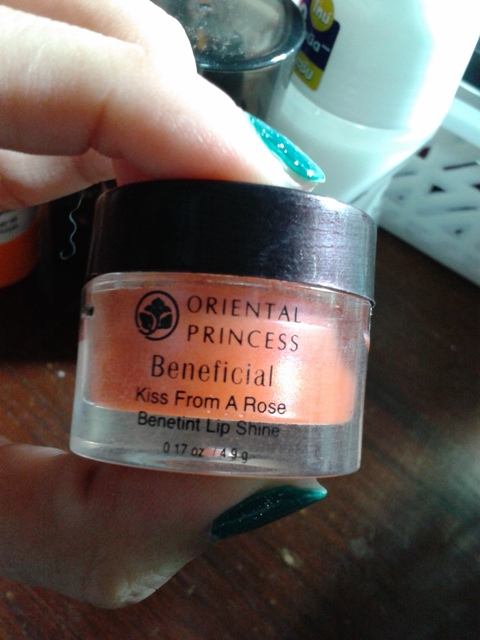 ORIENTAL
PRINCESS
Beneficial
Kiss From A Rose
Benetint Lip Shine
0.17 oz / 4.9 g